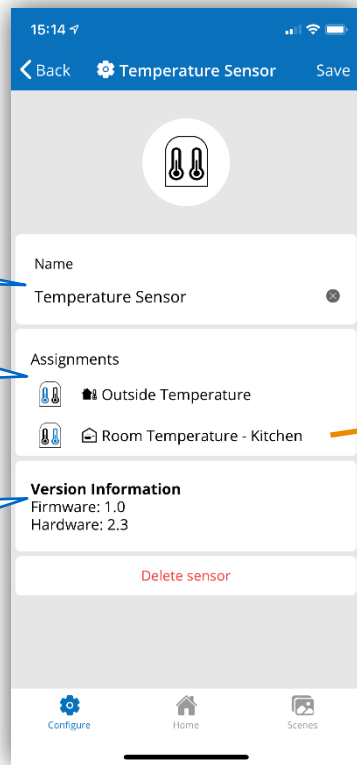 15:14
Back Temperature Sensor Save
Name
Temperature Sensor
Assignments
Outside Temperature
Room Temperature - Kitchen
Version Information
Firmware: 1.0
Hardware: 2.3
Delete sensor
Configure Home Scenes